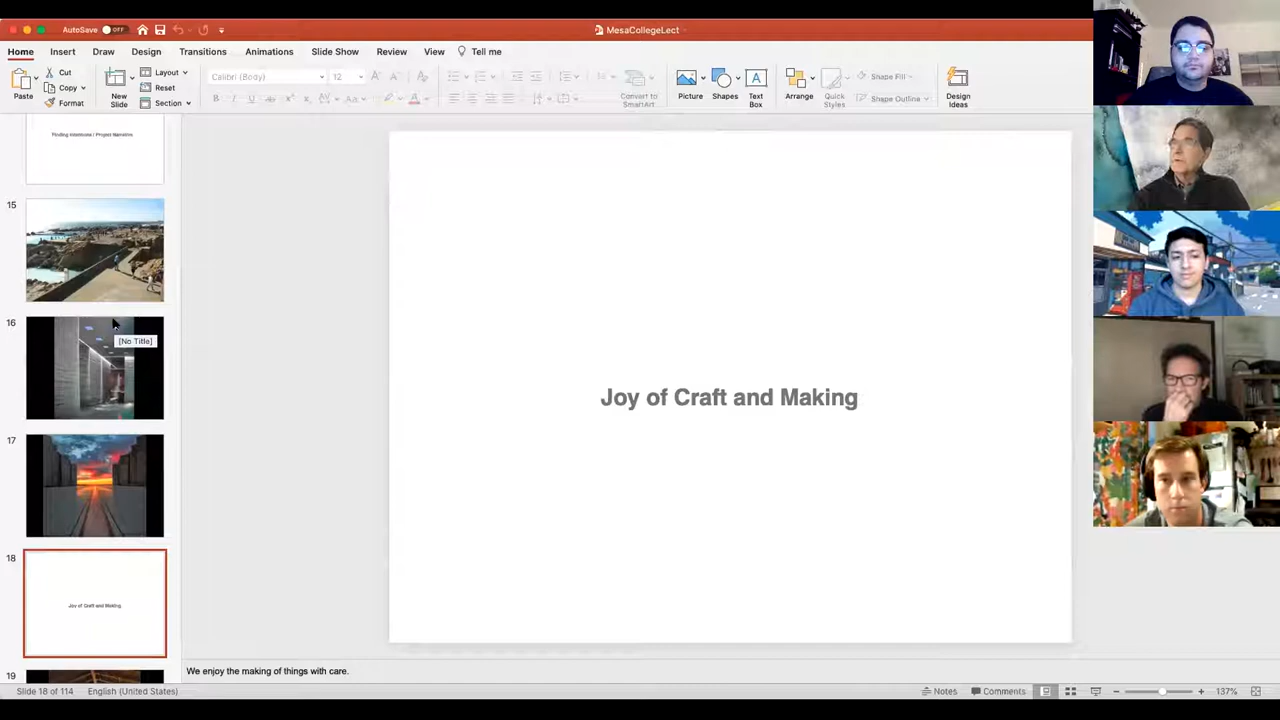 AutoSave OFF
MesaCollegeLect
Home Insert Draw Design Transitions Animations Slide Show Review View Tell me
Paste
Cut
Copy
Format
New Slide
Layout
Reset
Section
Calibri (Body) 12
Convert to SmartArt
Picture
Shapes
Text Box
Arrange
Quick Styles
Shape Fill
Shape Outline
Design Ideas
Finding Intentions / Project Narrative
15
16
[No Title]
17
18
Joy of Craft and Making
19
Joy of Craft and Making
We enjoy the making of things with care.
Slide 18 of 114 English (United States) Notes Comments 137%